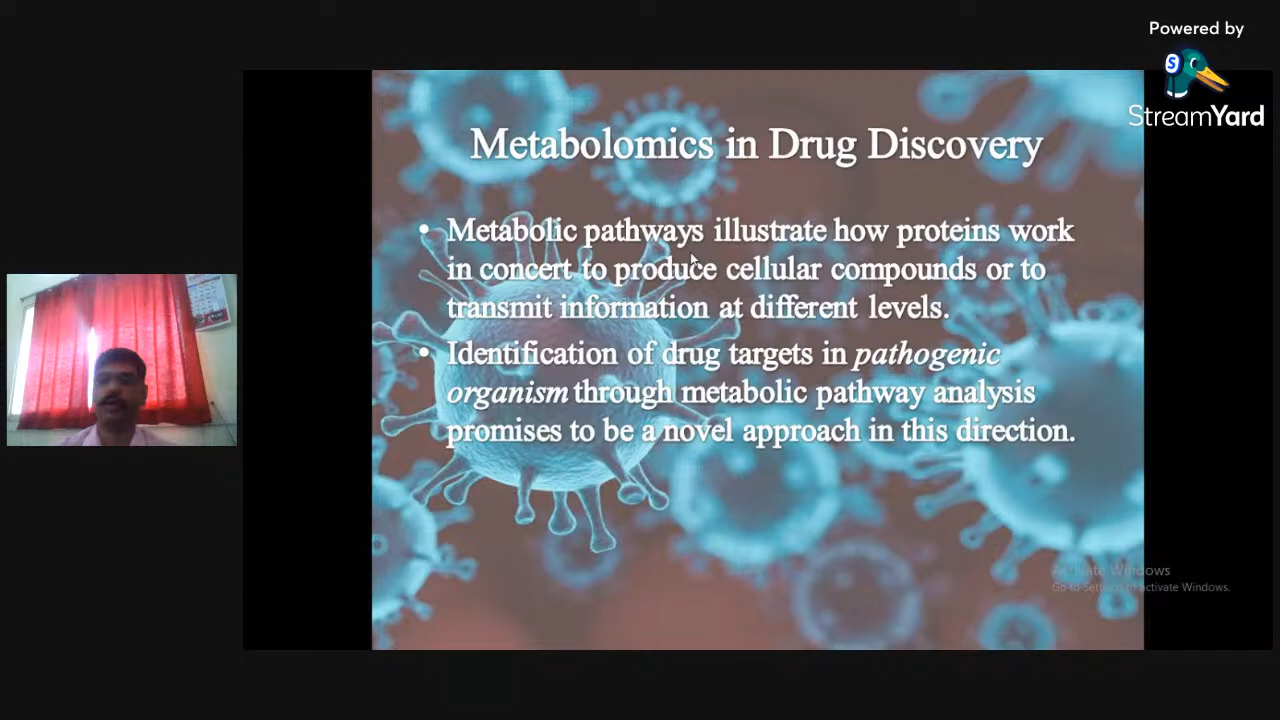 Powered by
StreamYard
Metabolomics in Drug Discovery
• Metabolic pathways illustrate how proteins work
in concert to produce cellular compounds or to
transmit information at different levels.
• Identification of drug targets in pathogenic
organism through metabolic pathway analysis
promises to be a novel approach in this direction.
Activate Windows
Go to Settings to activate Windows.